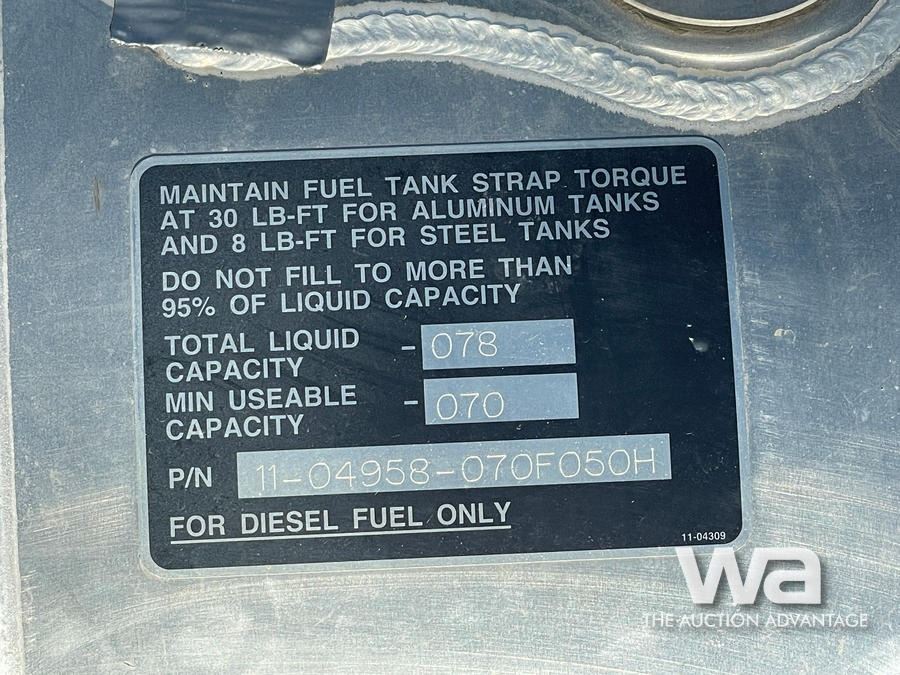 MAINTAIN FUEL TANK STRAP TORQUE
AT 30 LB-FT FOR ALUMINUM TANKS
AND 8 LB-FT FOR STEEL TANKS
DO NOT FILL TO MORE THAN
95% OF LIQUID CAPACITY
TOTAL LIQUID
CAPACITY - 078
MIN USEABLE
CAPACITY - 070
P/N 11-04958-070F050H
FOR DIESEL FUEL ONLY
11-04309
wa
THE AUCTION ADVANTAGE